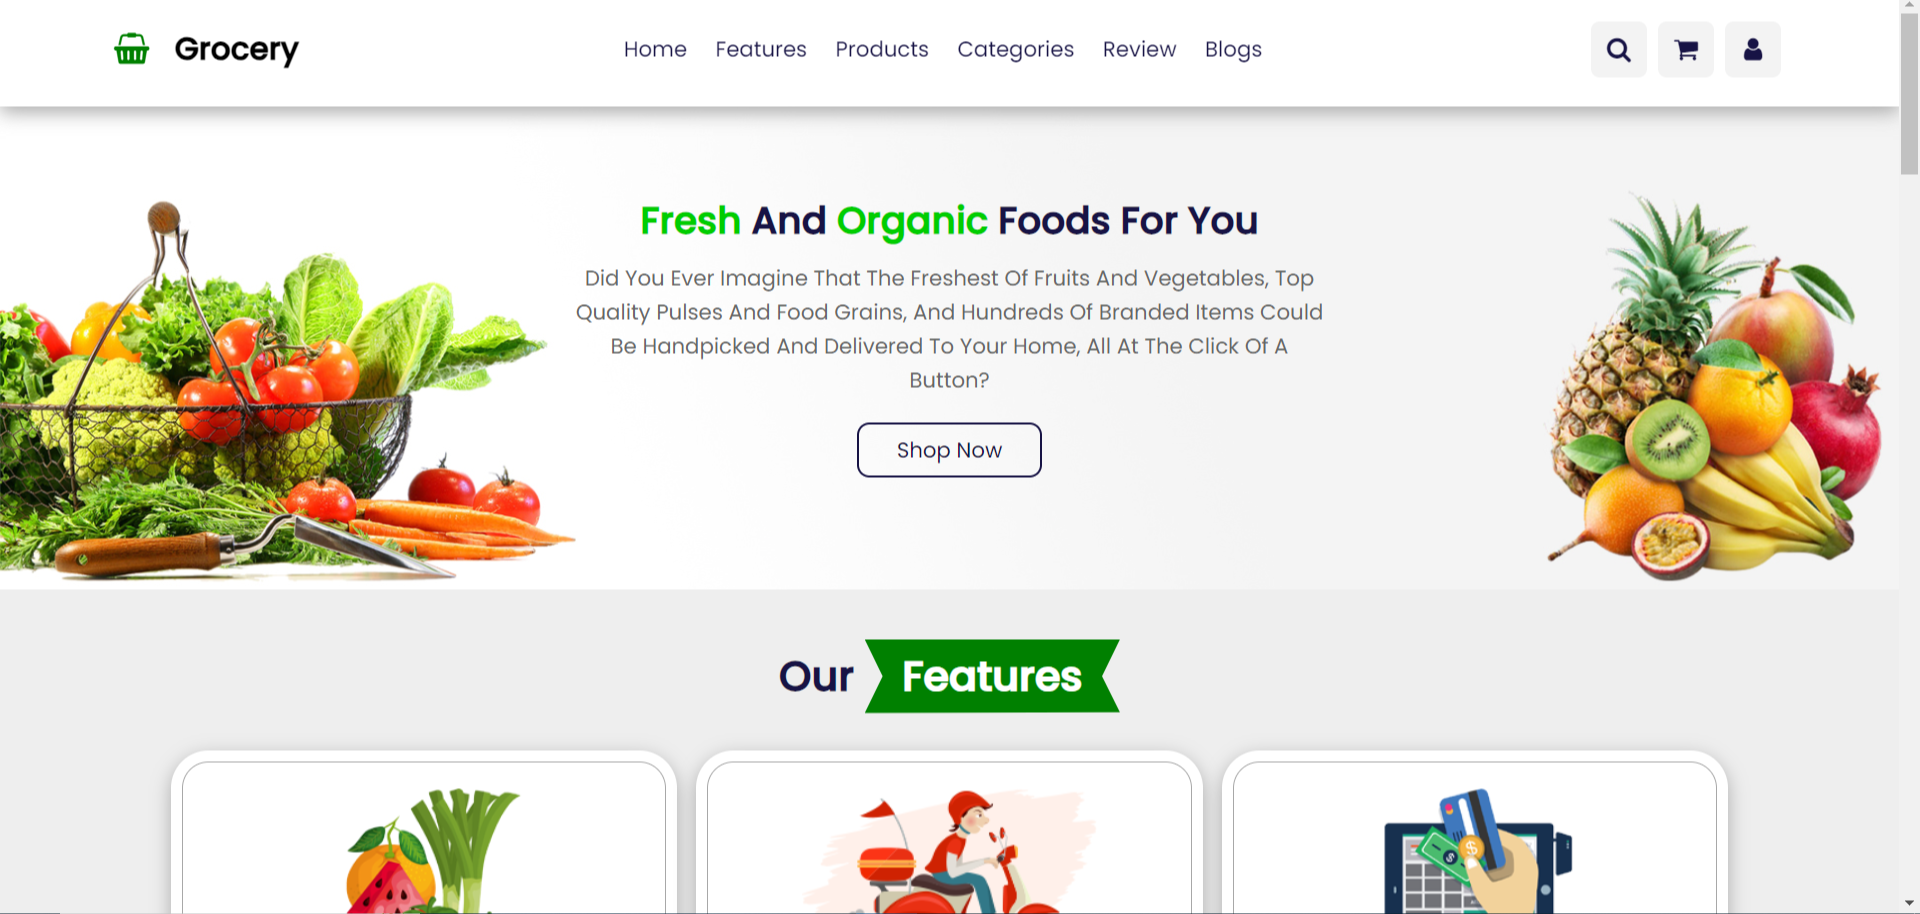 Grocery
Home Features Products Categories Review Blogs
Fresh And Organic Foods For You
Did You Ever Imagine That The Freshest Of Fruits And Vegetables, Top
Quality Pulses And Food Grains, And Hundreds Of Branded Items Could
Be Handpicked And Delivered To Your Home, All At The Click Of A
Button?
Shop Now
Our Features